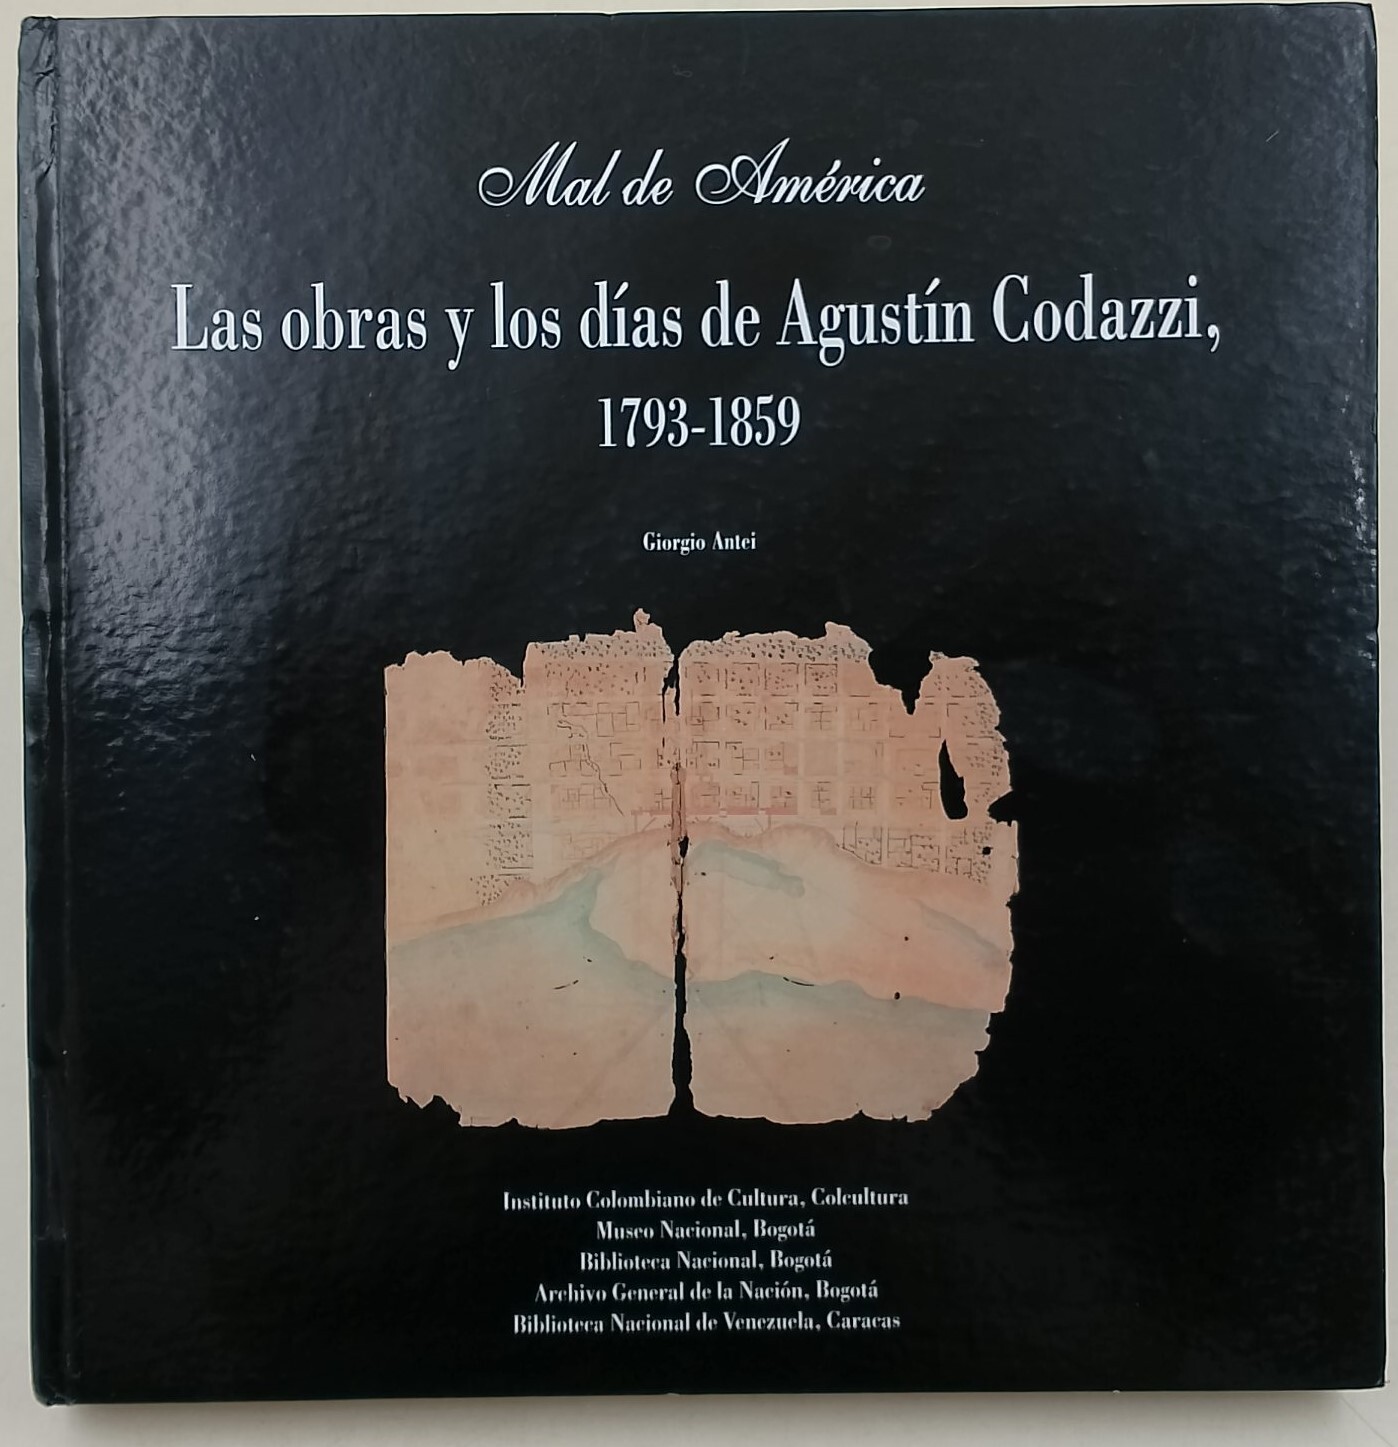 Mal de América
Las obras y los días de Agustín Codazzi,
1793-1859
Giorgio Antei
Instituto Colombiano de Cultura, Colcultura
Museo Nacional, Bogotá
Biblioteca Nacional, Bogotá
Archivo General de la Nación, Bogotá
Biblioteca Nacional de Venezuela, Caracas